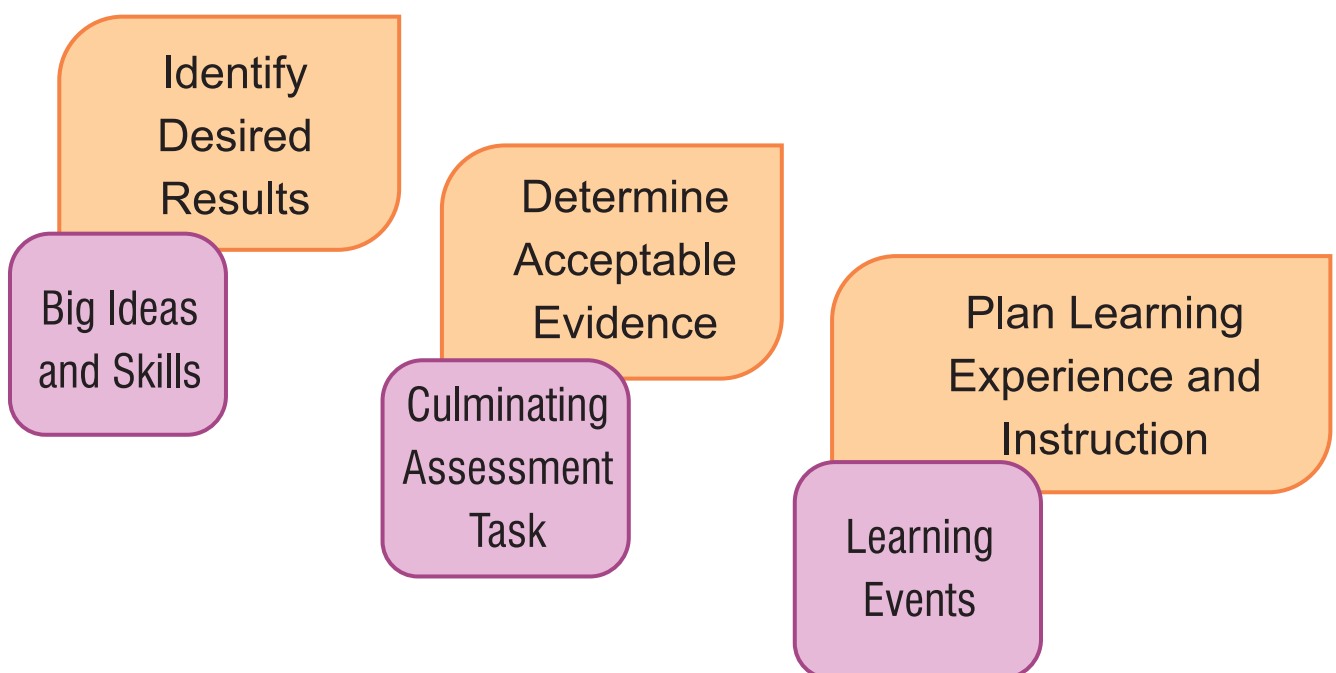 Identify
Desired
Results
Big Ideas
and Skills
Determine
Acceptable
Evidence
Culminating
Assessment
Task
Plan Learning
Experience and
Instruction
Learning
Events